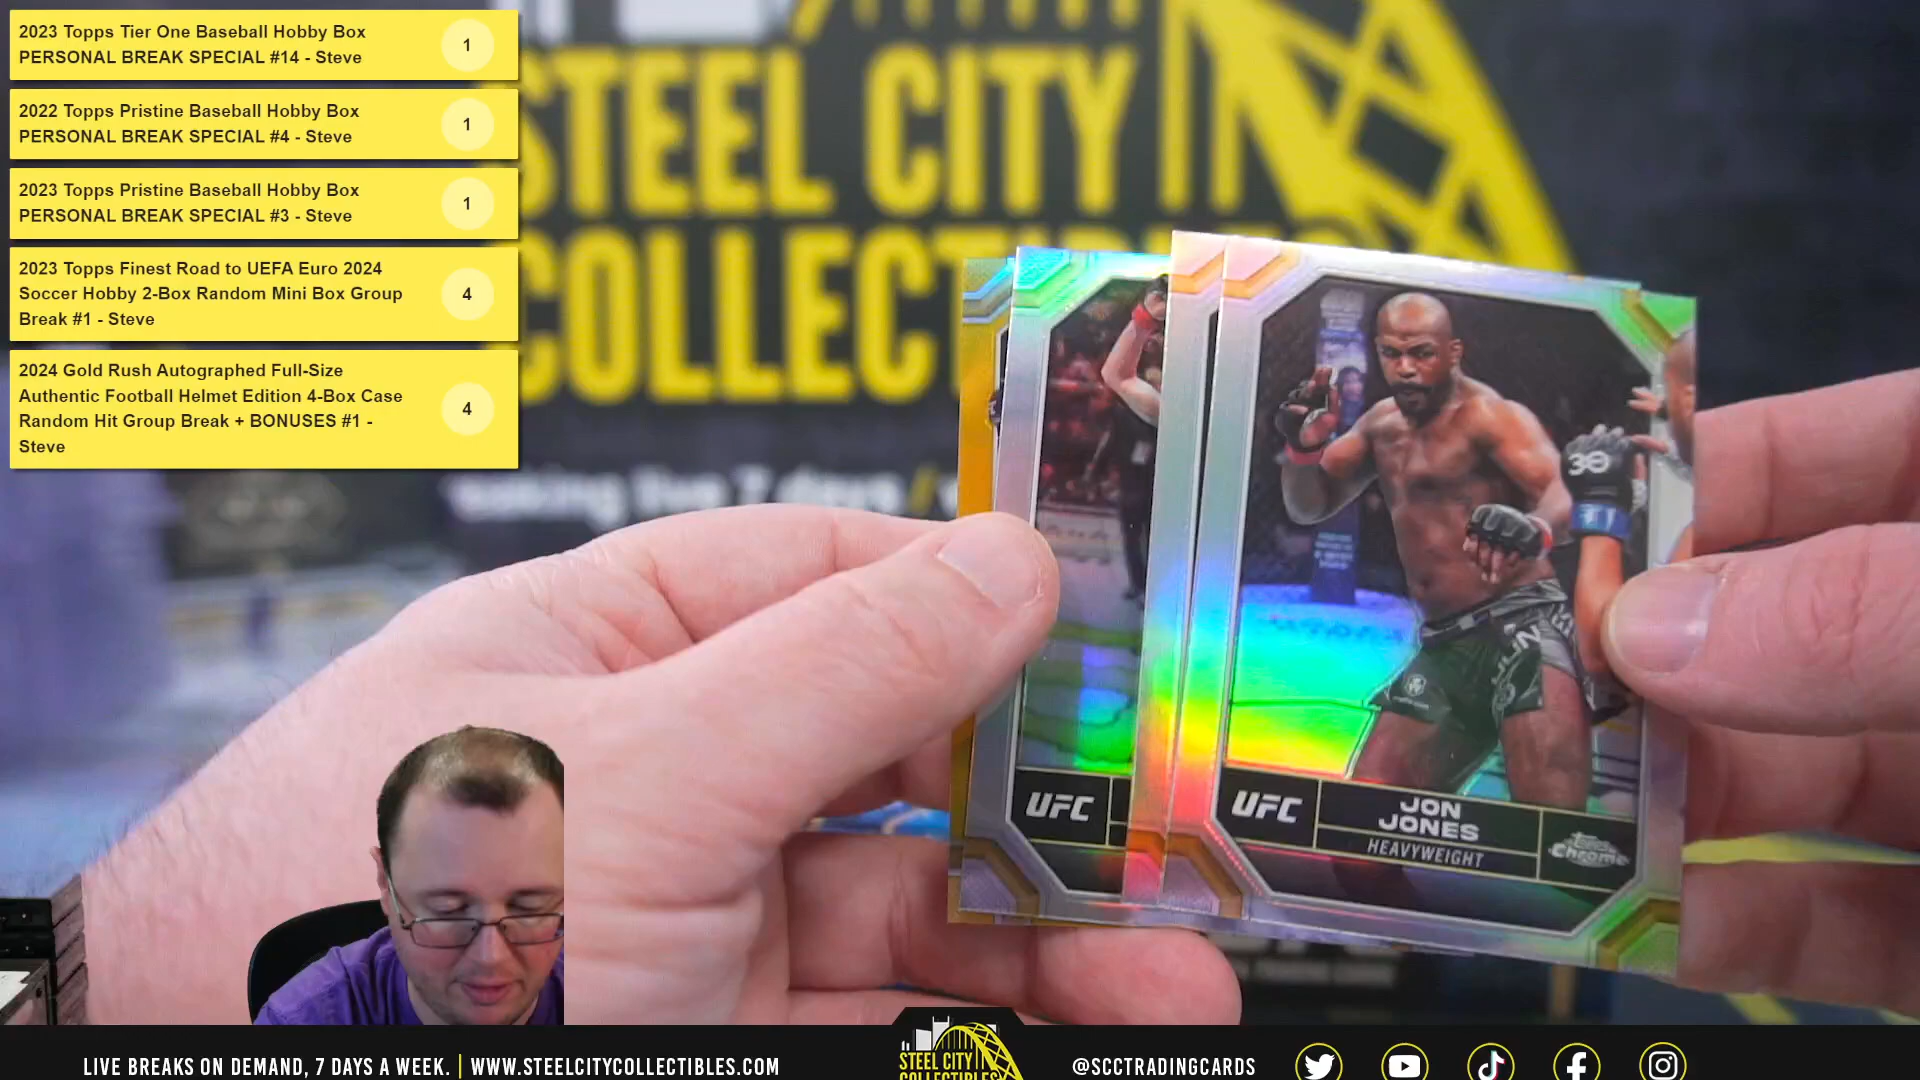 2023 Topps Tier One Baseball Hobby Box
PERSONAL BREAK SPECIAL #14 - Steve
1
2022 Topps Pristine Baseball Hobby Box
PERSONAL BREAK SPECIAL #4 - Steve
1
2023 Topps Pristine Baseball Hobby Box
PERSONAL BREAK SPECIAL #3 - Steve
1
2023 Topps Finest Road to UEFA Euro 2024
Soccer Hobby 2-Box Random Mini Box Group
Break #1 - Steve
4
2024 Gold Rush Autographed Full-Size
Authentic Football Helmet Edition 4-Box Case
Random Hit Group Break + BONUSES #1 -
Steve
4
STEEL CITY
7 days
30
UFC
UFC
JON
JONES
HEAVYWEIGHT
Topps
Chrome
LIVE BREAKS ON DEMAND, 7 DAYS A WEEK. | WWW.STEELCITYCOLLECTIBLES.COM
STEEL CITY
COLLECTIBLES
@SCCTRADINGCARDS